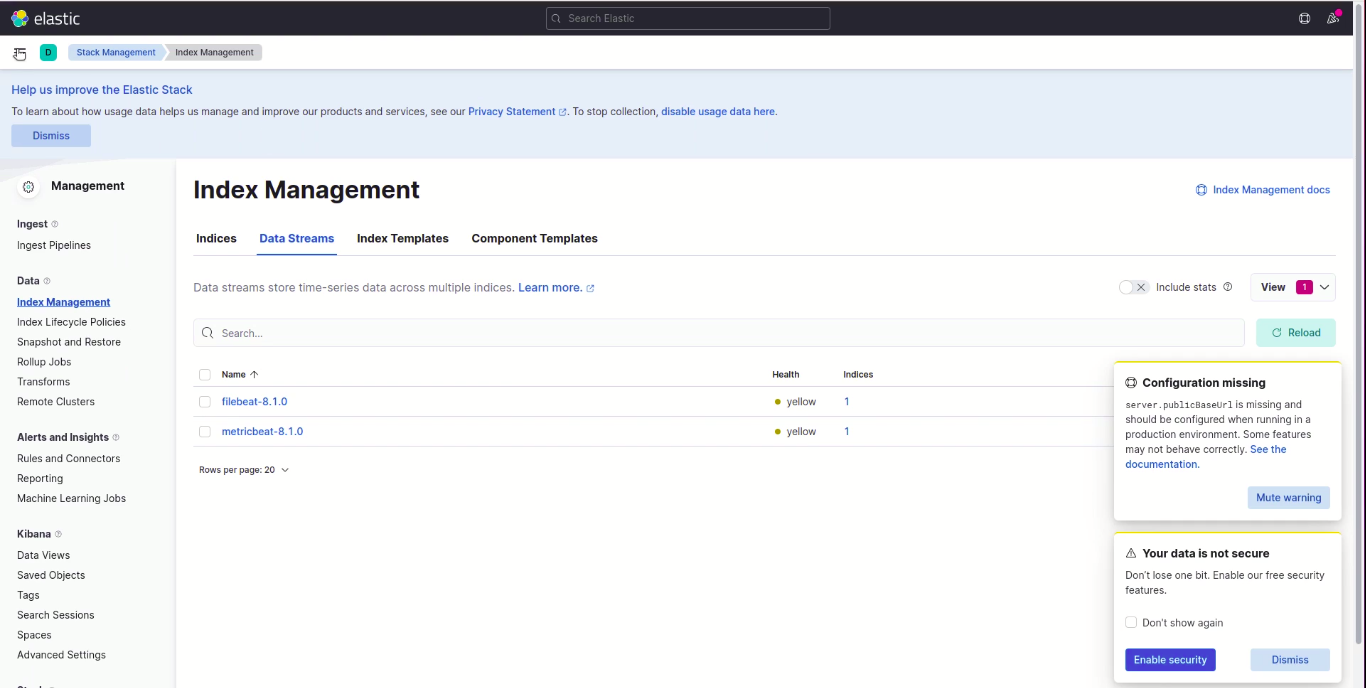 elastic
Search Elastic
D
Stack Management
Index Management
Help us improve the Elastic Stack
To learn about how usage data helps us manage and improve our products and services, see our Privacy Statement. To stop collection, disable usage data here.
Dismiss
Management
Ingest
Ingest Pipelines
Data
Index Management
Index Lifecycle Policies
Snapshot and Restore
Rollup Jobs
Transforms
Remote Clusters
Alerts and Insights
Rules and Connectors
Reporting
Machine Learning Jobs
Kibana
Data Views
Saved Objects
Tags
Search Sessions
Spaces
Advanced Settings
Index Management
Index Management docs
Indices
Data Streams
Index Templates
Component Templates
Data streams store time-series data across multiple indices. Learn more.
Include stats
View 1
Search...
Reload
Name
Health
Indices
filebeat-8.1.0
yellow
1
metricbeat-8.1.0
yellow
1
Rows per page: 20
Configuration missing
server.publicBaseUrl is missing and
should be configured when running in a
production environment. Some features
may not behave correctly. See the
documentation.
Mute warning
Your data is not secure
Don't lose one bit. Enable our free security
features.
Don't show again
Enable security
Dismiss